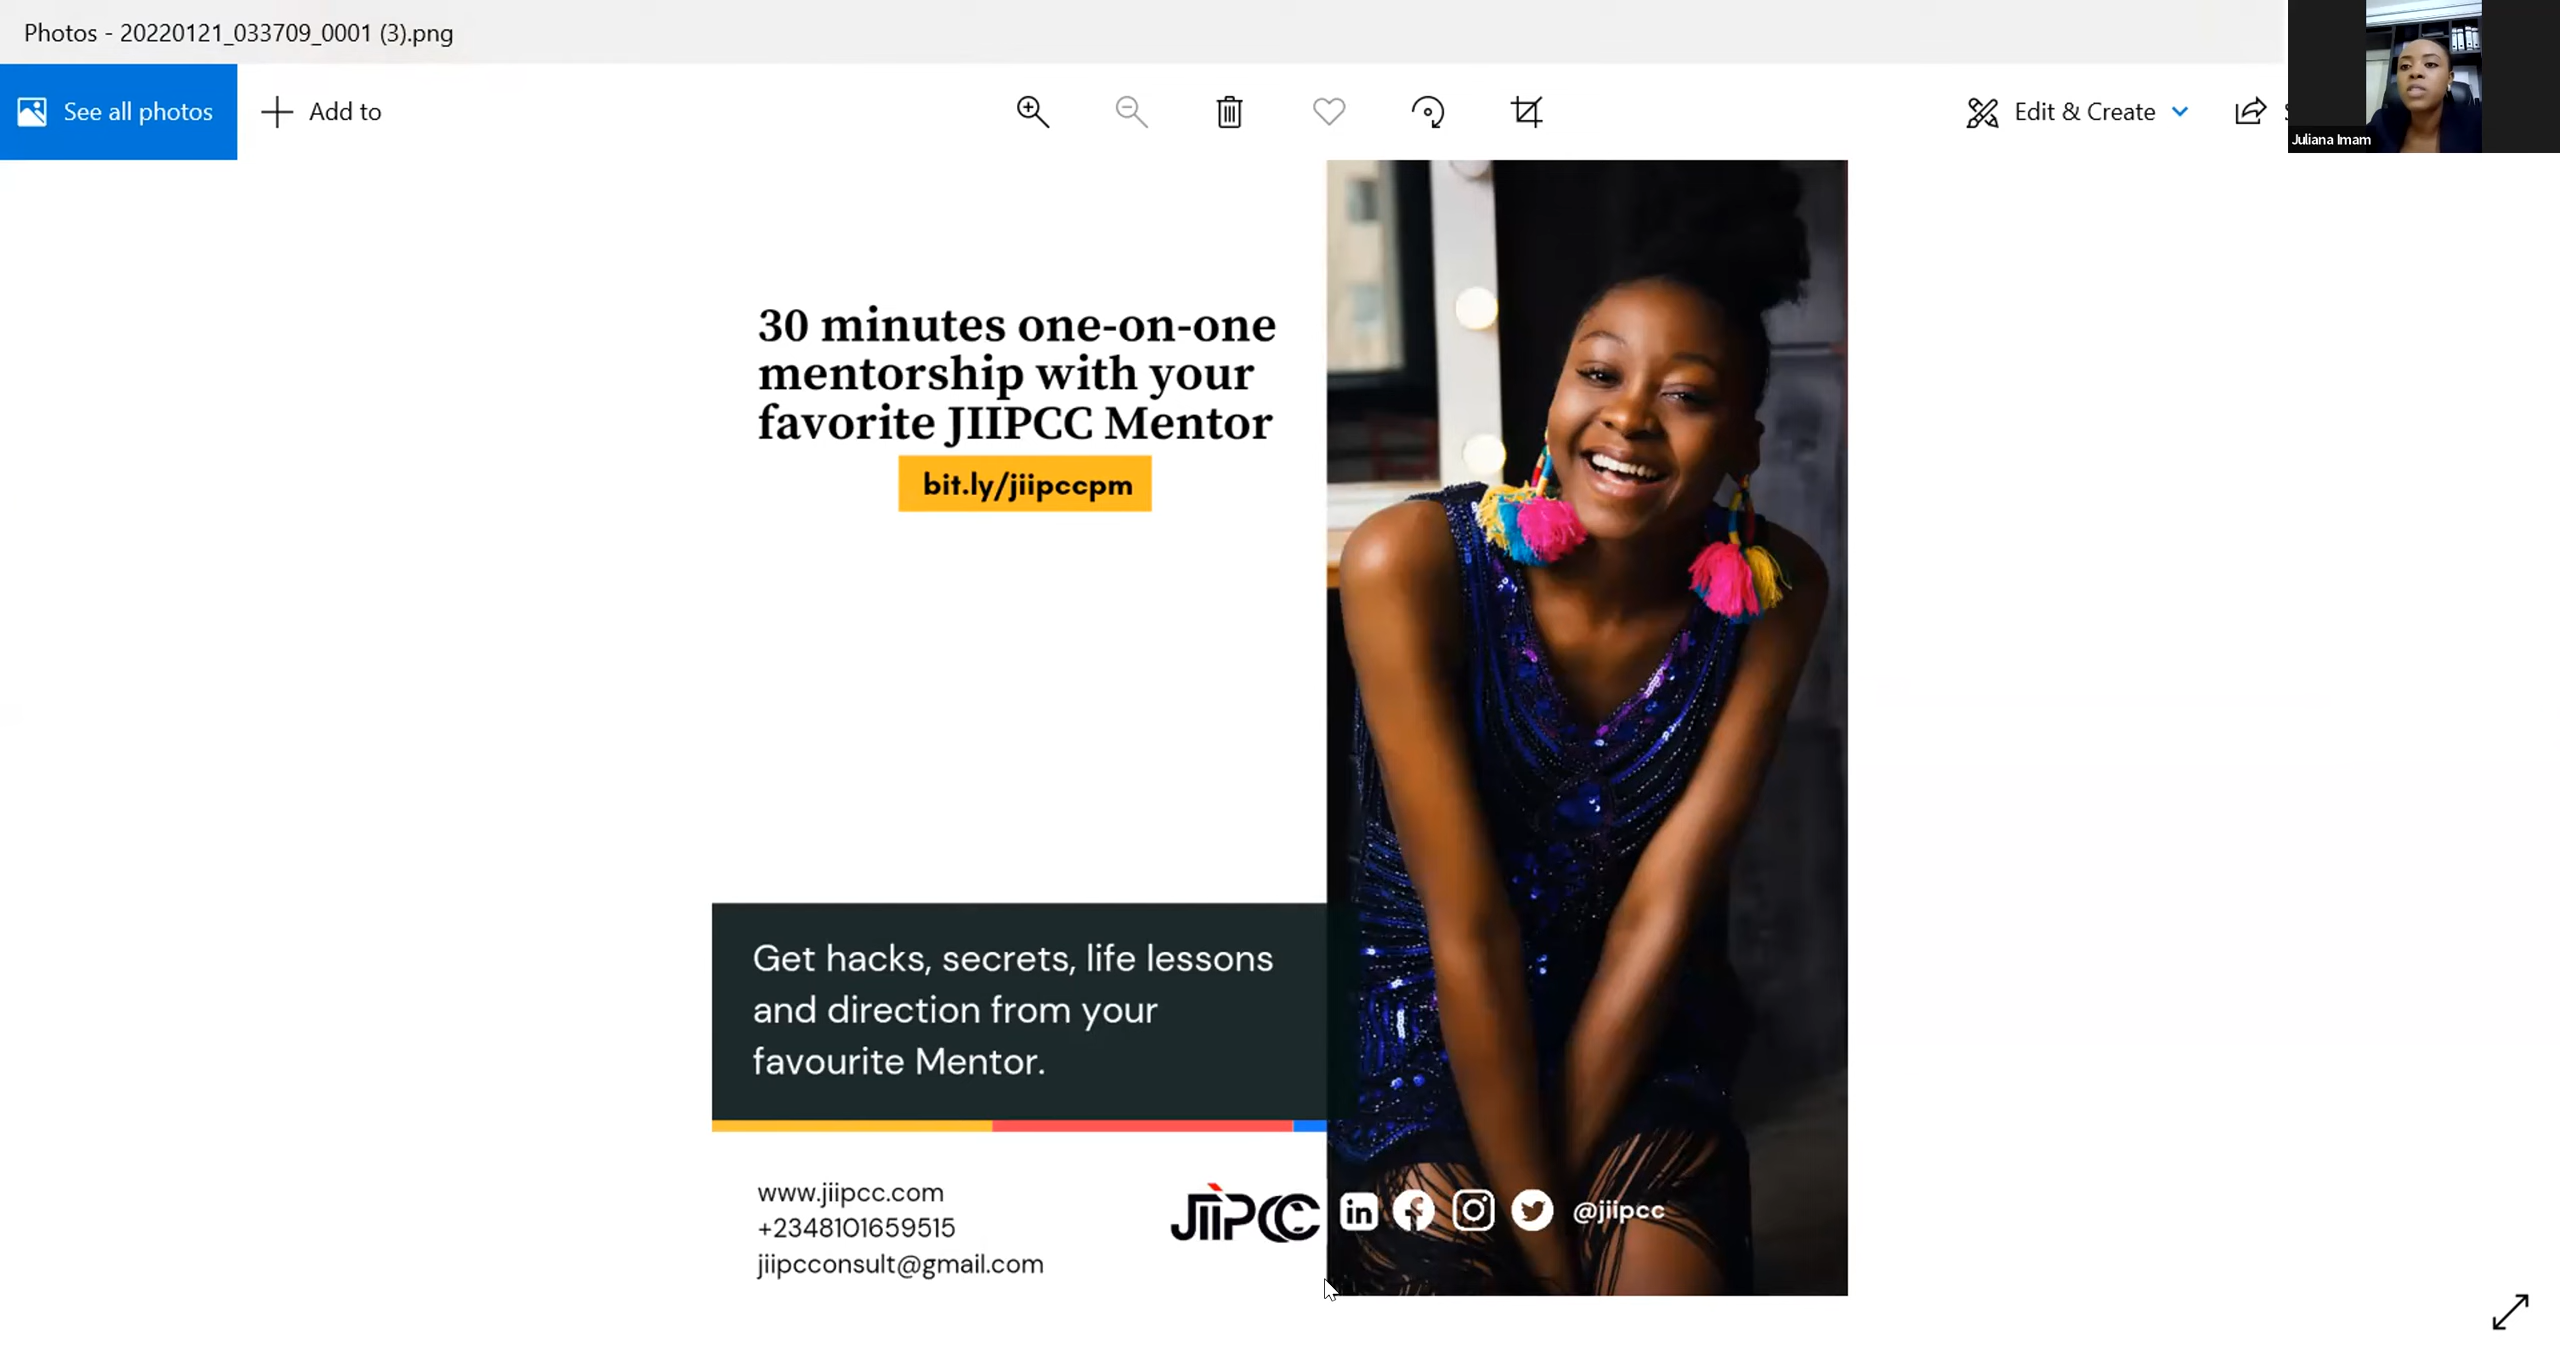 Photos - 20220121_033709_0001 (3).png
See all photos
Add to
Edit & Create
Juliana Imam
30 minutes one-on-one
mentorship with your
favorite JIIPCC Mentor
bit.ly/jiipccpm
Get hacks, secrets, life lessons
and direction from your
favourite Mentor.
www.jiipcc.com
+2348101659515
jiipcconsult@gmail.com
JIIPCC
in
@jiipcc